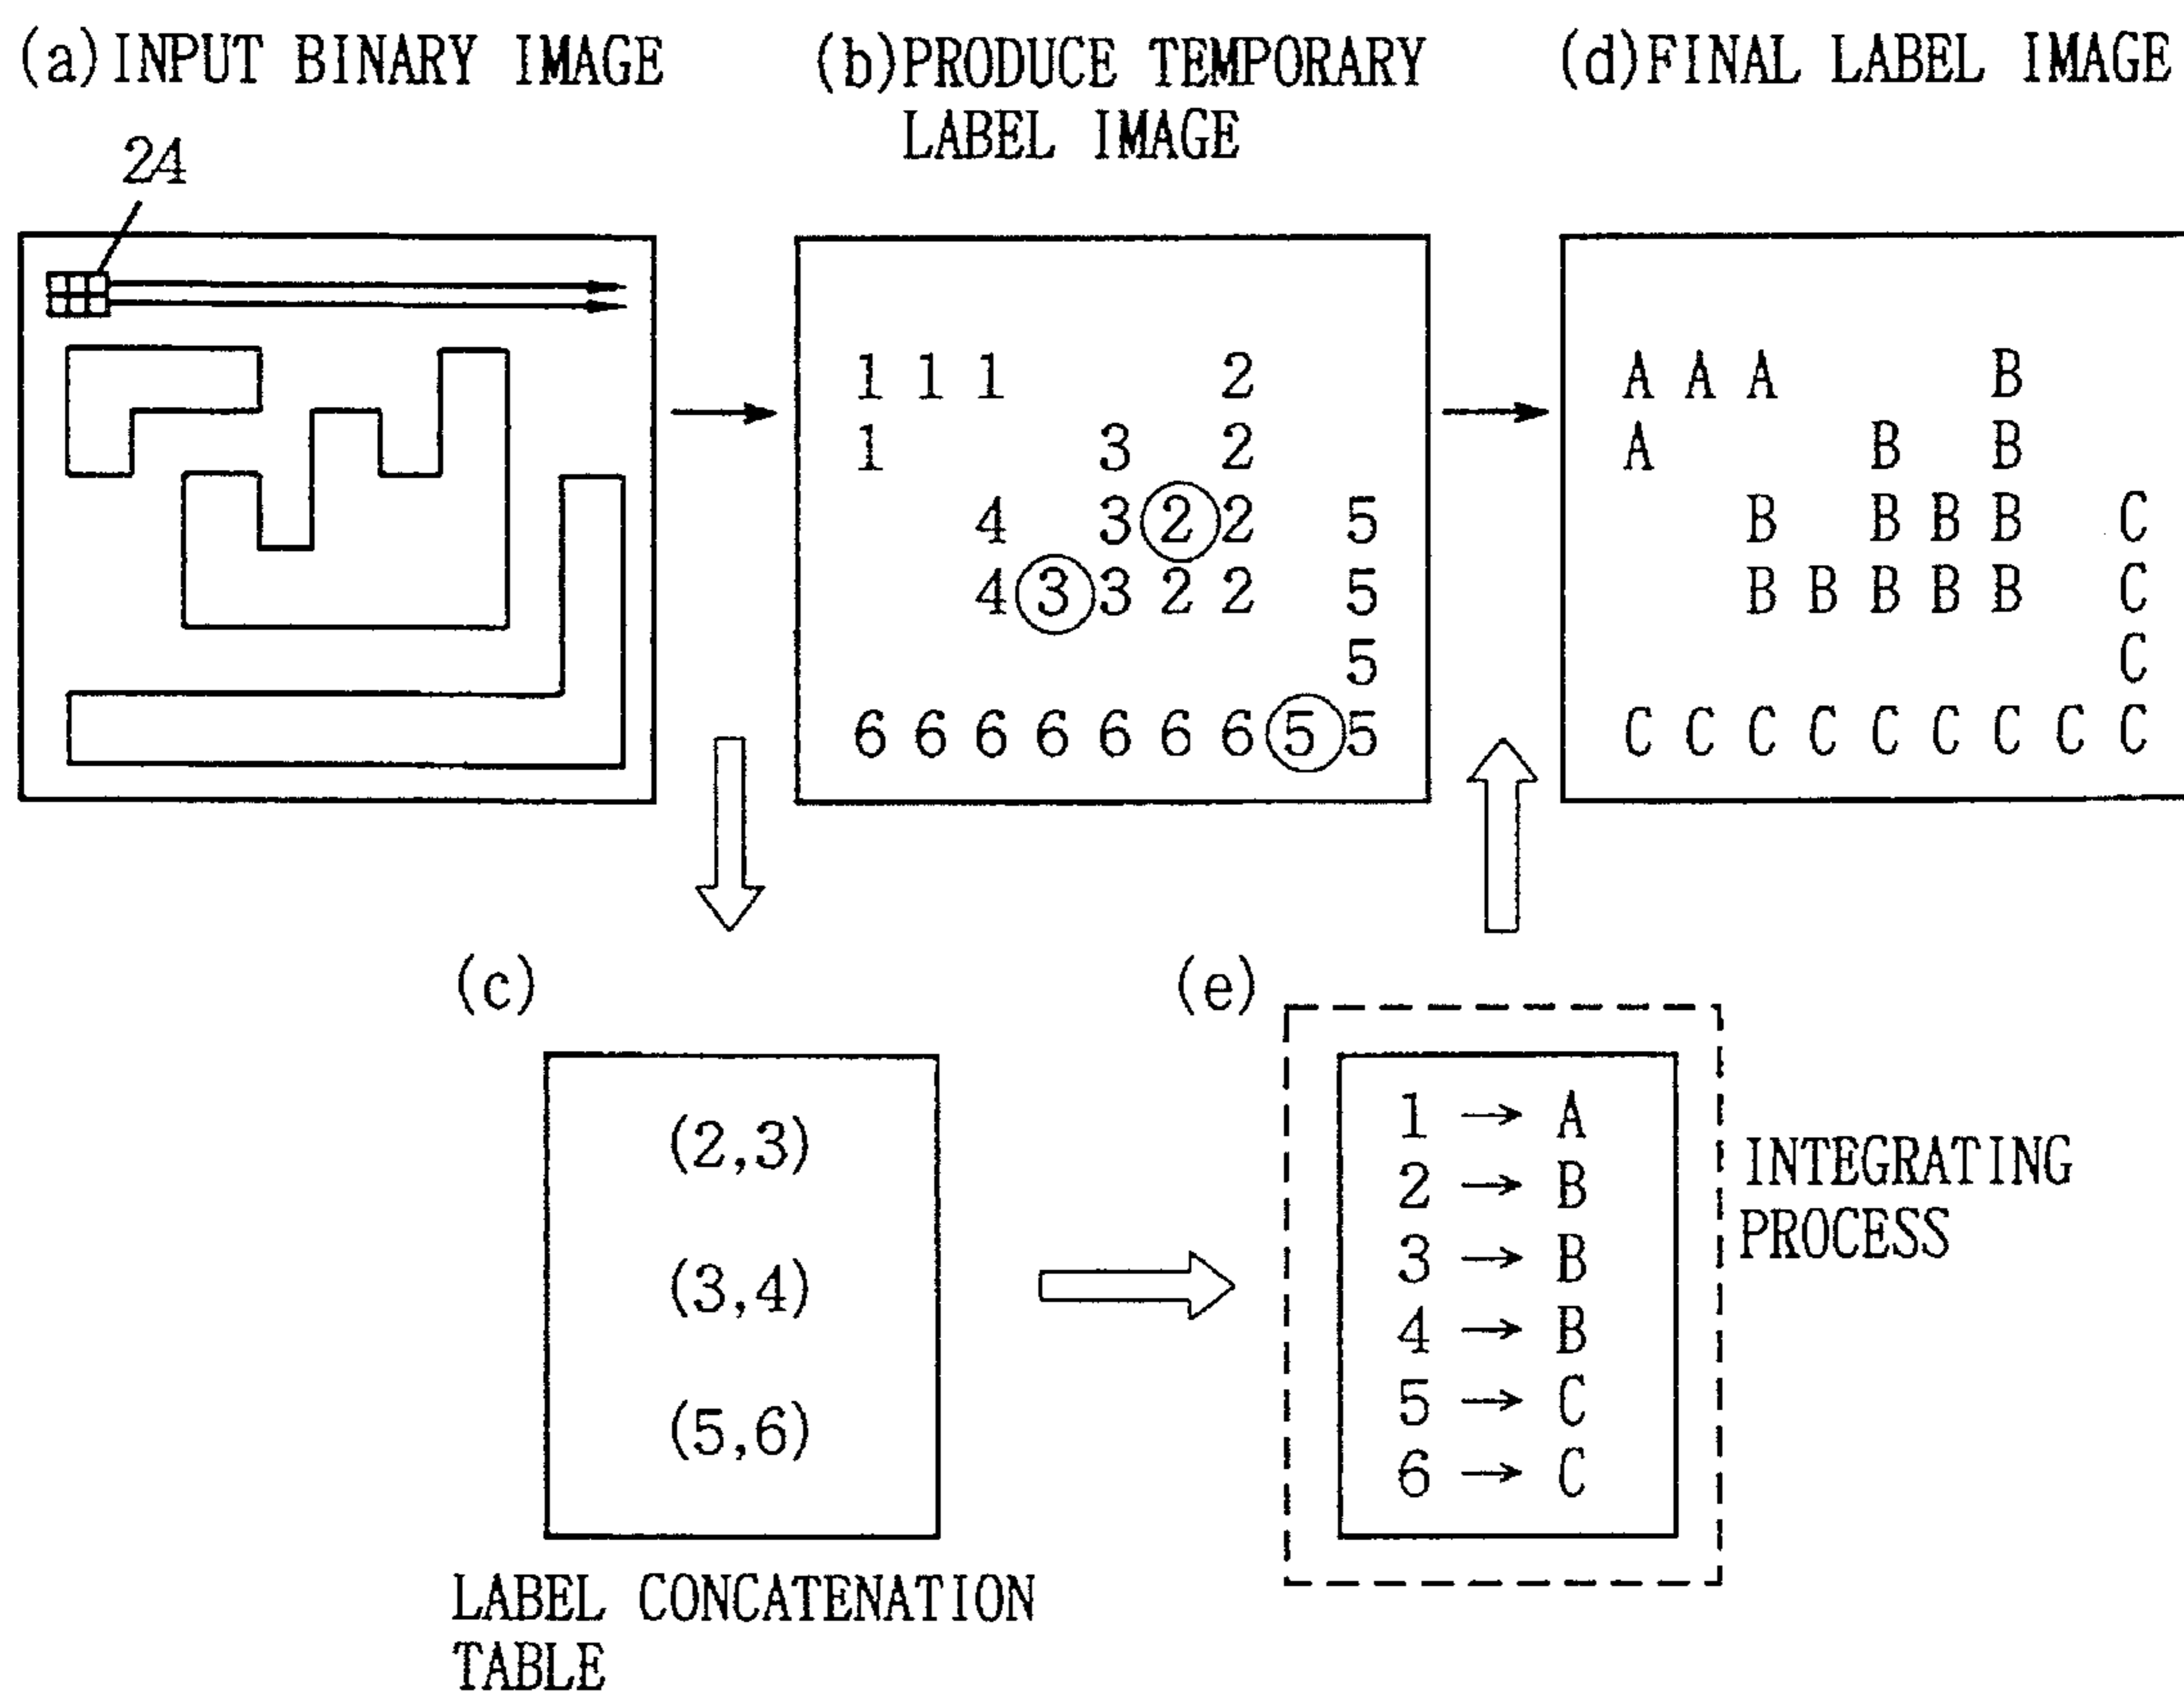 (a)INPUT BINARY IMAGE
(b)PRODUCE TEMPORARY
LABEL IMAGE
(d)FINAL LABEL IMAGE
24
1 1 1 2
1 3 2
4 3 2 2 5
4 3 3 2 2 5
5
6 6 6 6 6 6 6 5 5
A A A B
A B B
B B B B C
B B B B B C
C
C C C C C C C C C
(c)
(2,3)
(3,4)
(5,6)
LABEL CONCATENATION
TABLE
(e)
1 → A
2 → B
3 → B
4 → B
5 → C
6 → C
INTEGRATING
PROCESS